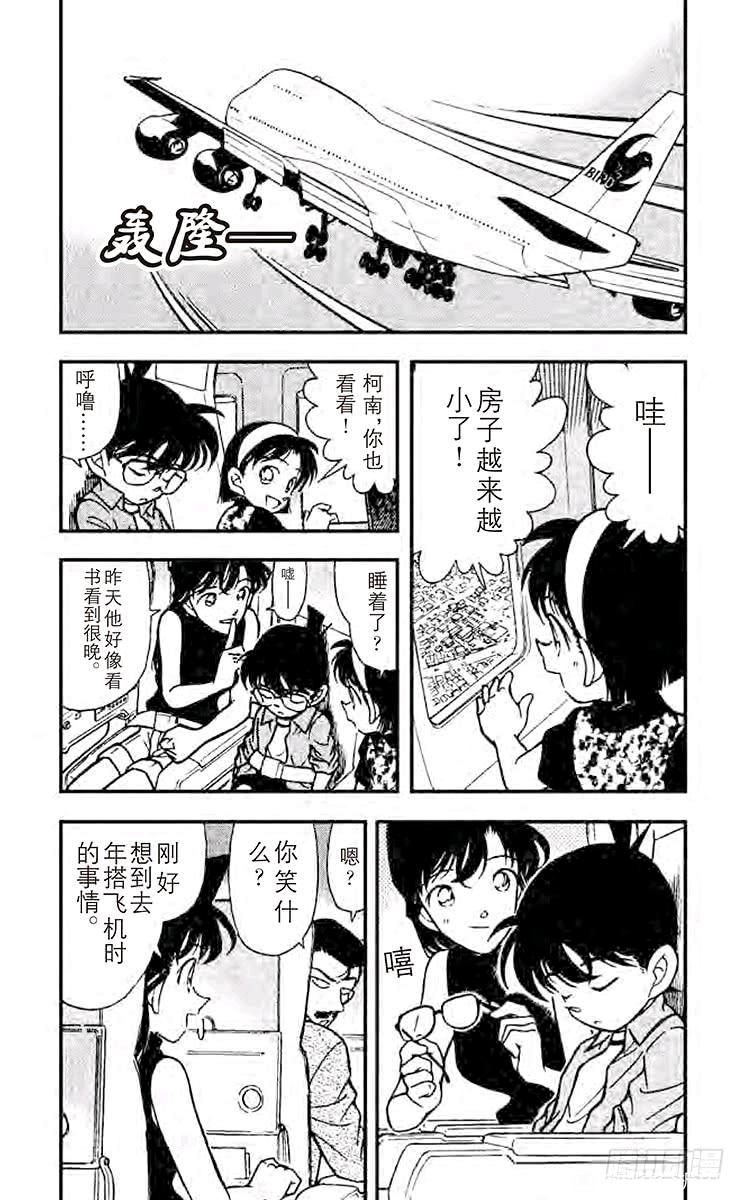 BIRD
轰隆—
哇—
房子越来越
小了！
柯南，你也
看看！
呼噜……
睡着了？
嘘—
昨天他好像看
书看到很晚。
嘻
嗯？
你笑什
么？
刚好
想到去
年搭飞机时
的事情。